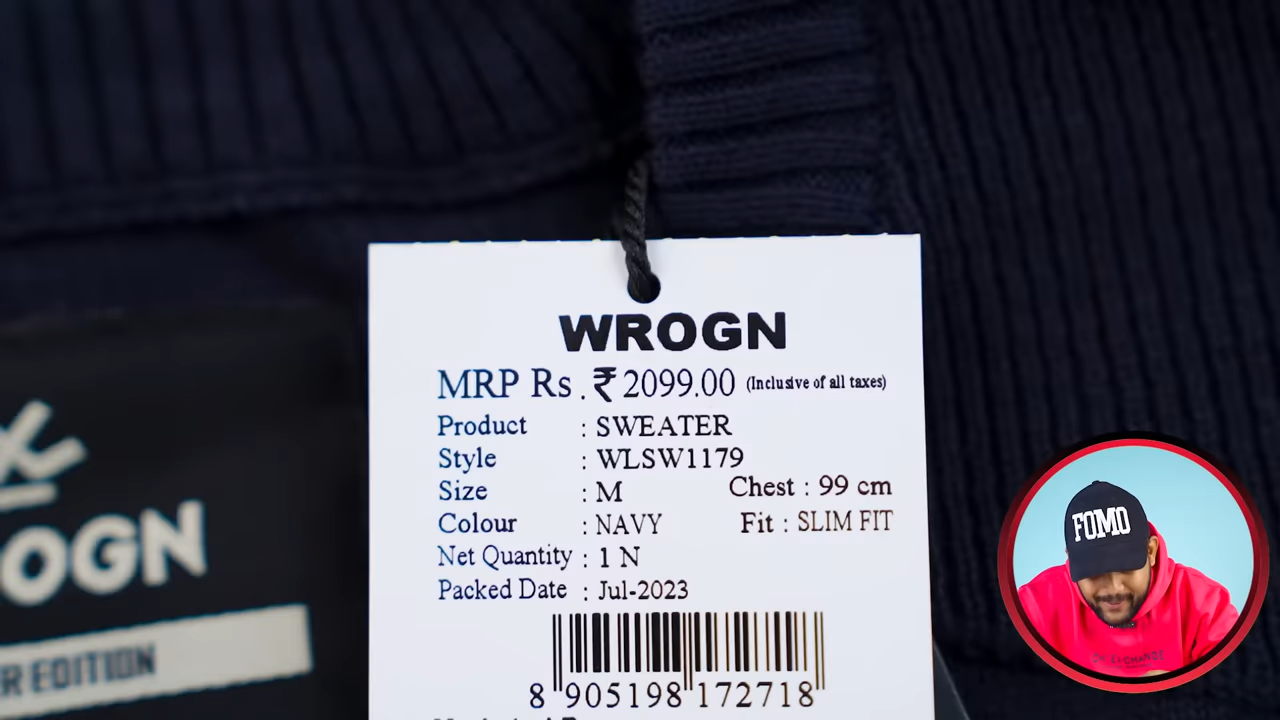 WROGN
MRP Rs. ₹ 2099.00 (Inclusive of all taxes)
Product : SWEATER
Style : WLSW1179
Size : M Chest : 99 cm
Colour : NAVY Fit : SLIM FIT
Net Quantity : 1 N
Packed Date : Jul-2023
8 905198 172718
ROGN
R EDITION
FOMO